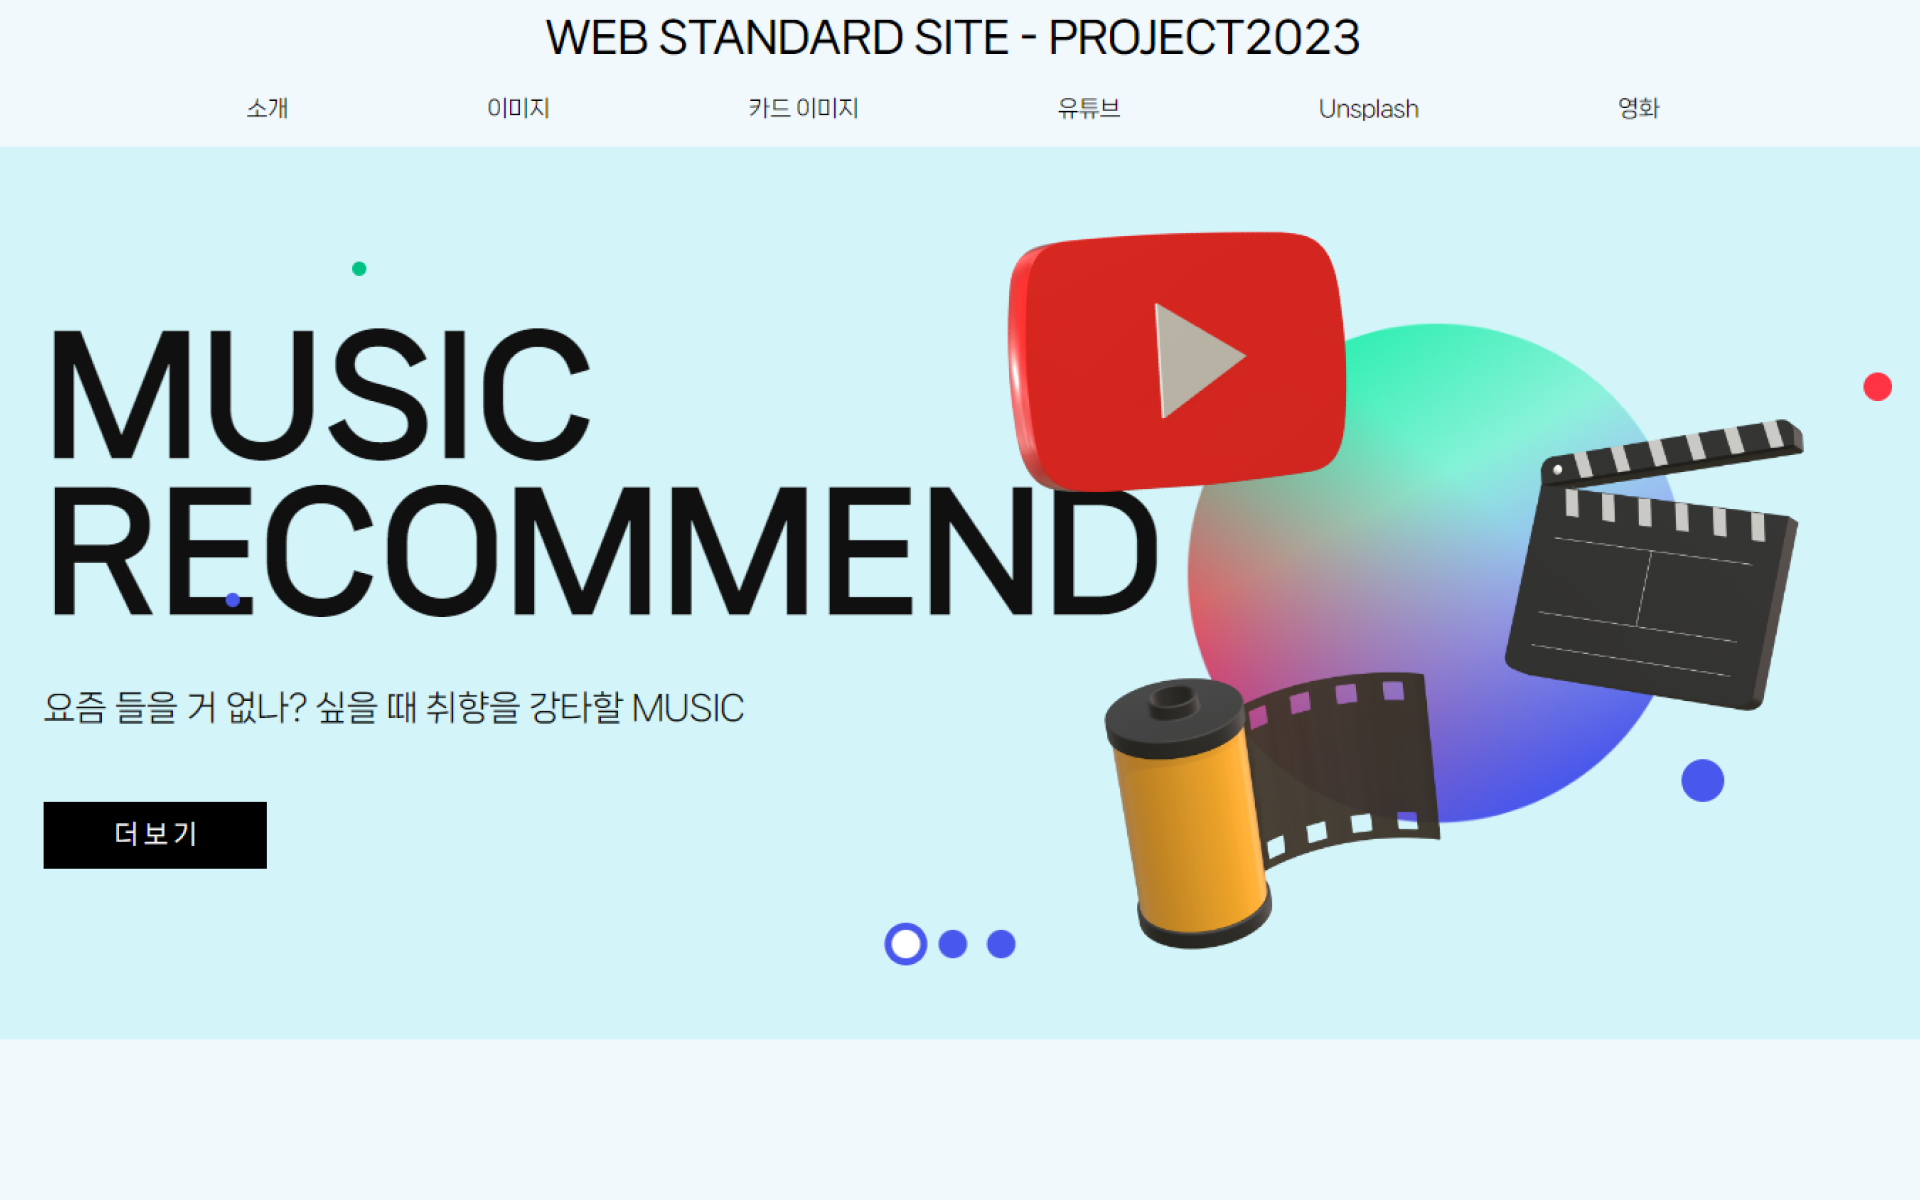 WEB STANDARD SITE - PROJECT2023
소개 이미지 카드 이미지 유튜브 Unsplash 영화
MUSIC
RECOMMEND
요즘 들을 거 없나? 싶을 때 취향을 강타할 MUSIC
더보기